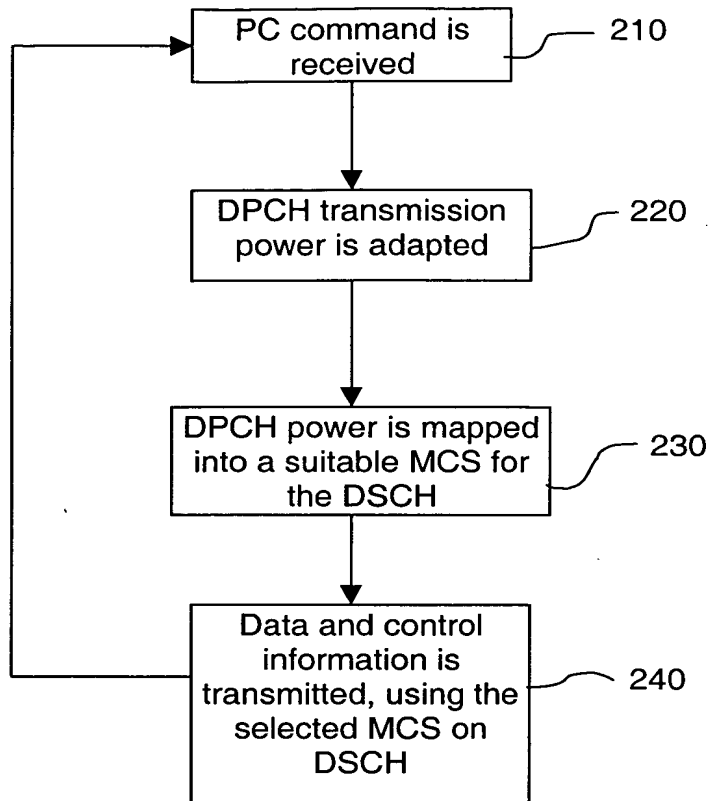 PC command is
received
210
DPCH transmission
power is adapted
220
DPCH power is mapped
into a suitable MCS for
the DSCH
230
Data and control
information is
transmitted, using the
selected MCS on
DSCH
240